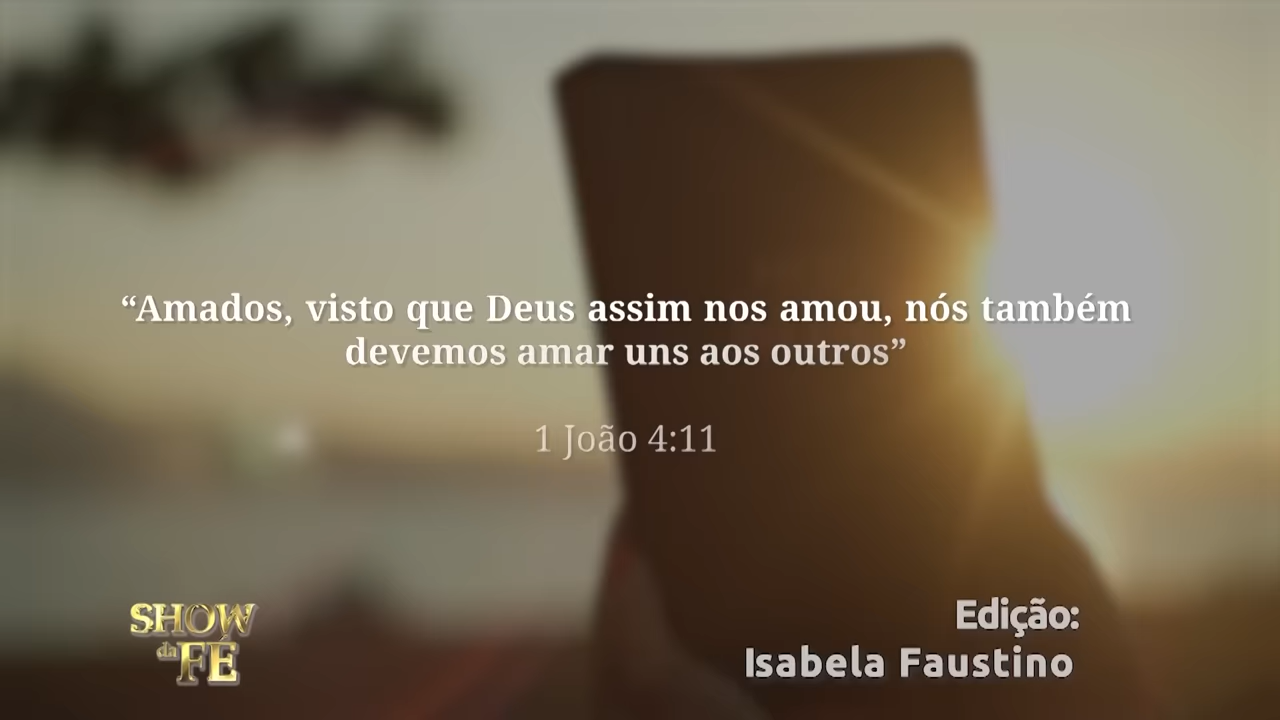 “Amados, visto que Deus assim nos amou, nós também
devemos amar uns aos outros”
1 João 4:11
SHOW
da FÉ
Edição:
Isabela Faustino